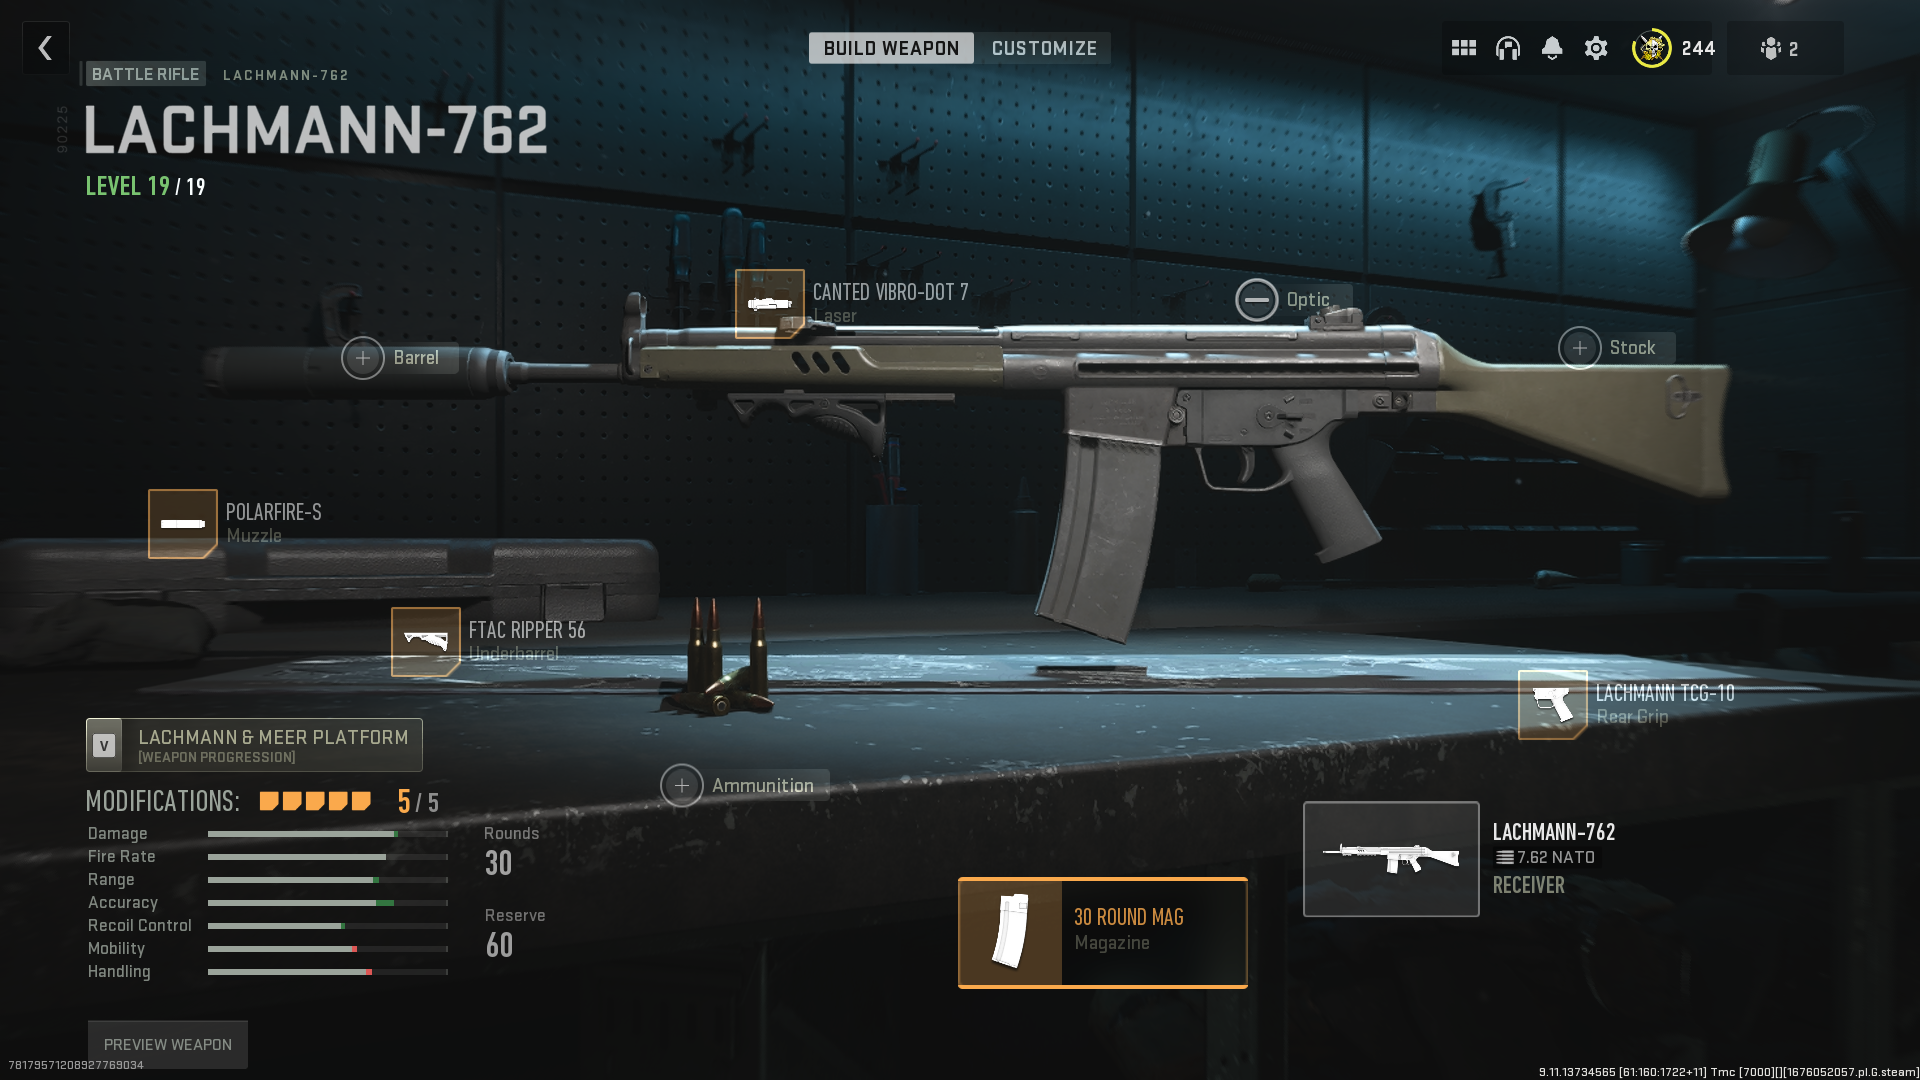 BUILD WEAPON
CUSTOMIZE
244
2
BATTLE RIFLE
LACHMANN-762
90225
LACHMANN-762
LEVEL 19 / 19
CANTED VIBRO-DOT 7
Laser
Optic
Barrel
Stock
POLARFIRE-S
Muzzle
FTAC RIPPER 56
Underbarrel
LACHMANN TCG-10
Rear Grip
V
LACHMANN & MEER PLATFORM
[WEAPON PROGRESSION]
Ammunition
MODIFICATIONS: 5 / 5
Damage
Fire Rate
Range
Accuracy
Recoil Control
Mobility
Handling
Rounds
30
Reserve
60
LACHMANN-762
7.62 NATO
RECEIVER
30 ROUND MAG
Magazine
PREVIEW WEAPON
78179571208927769034
9.11.13734565 [61:160:1722+11] Tmc [7000][][1676052057.pl.G.steam]